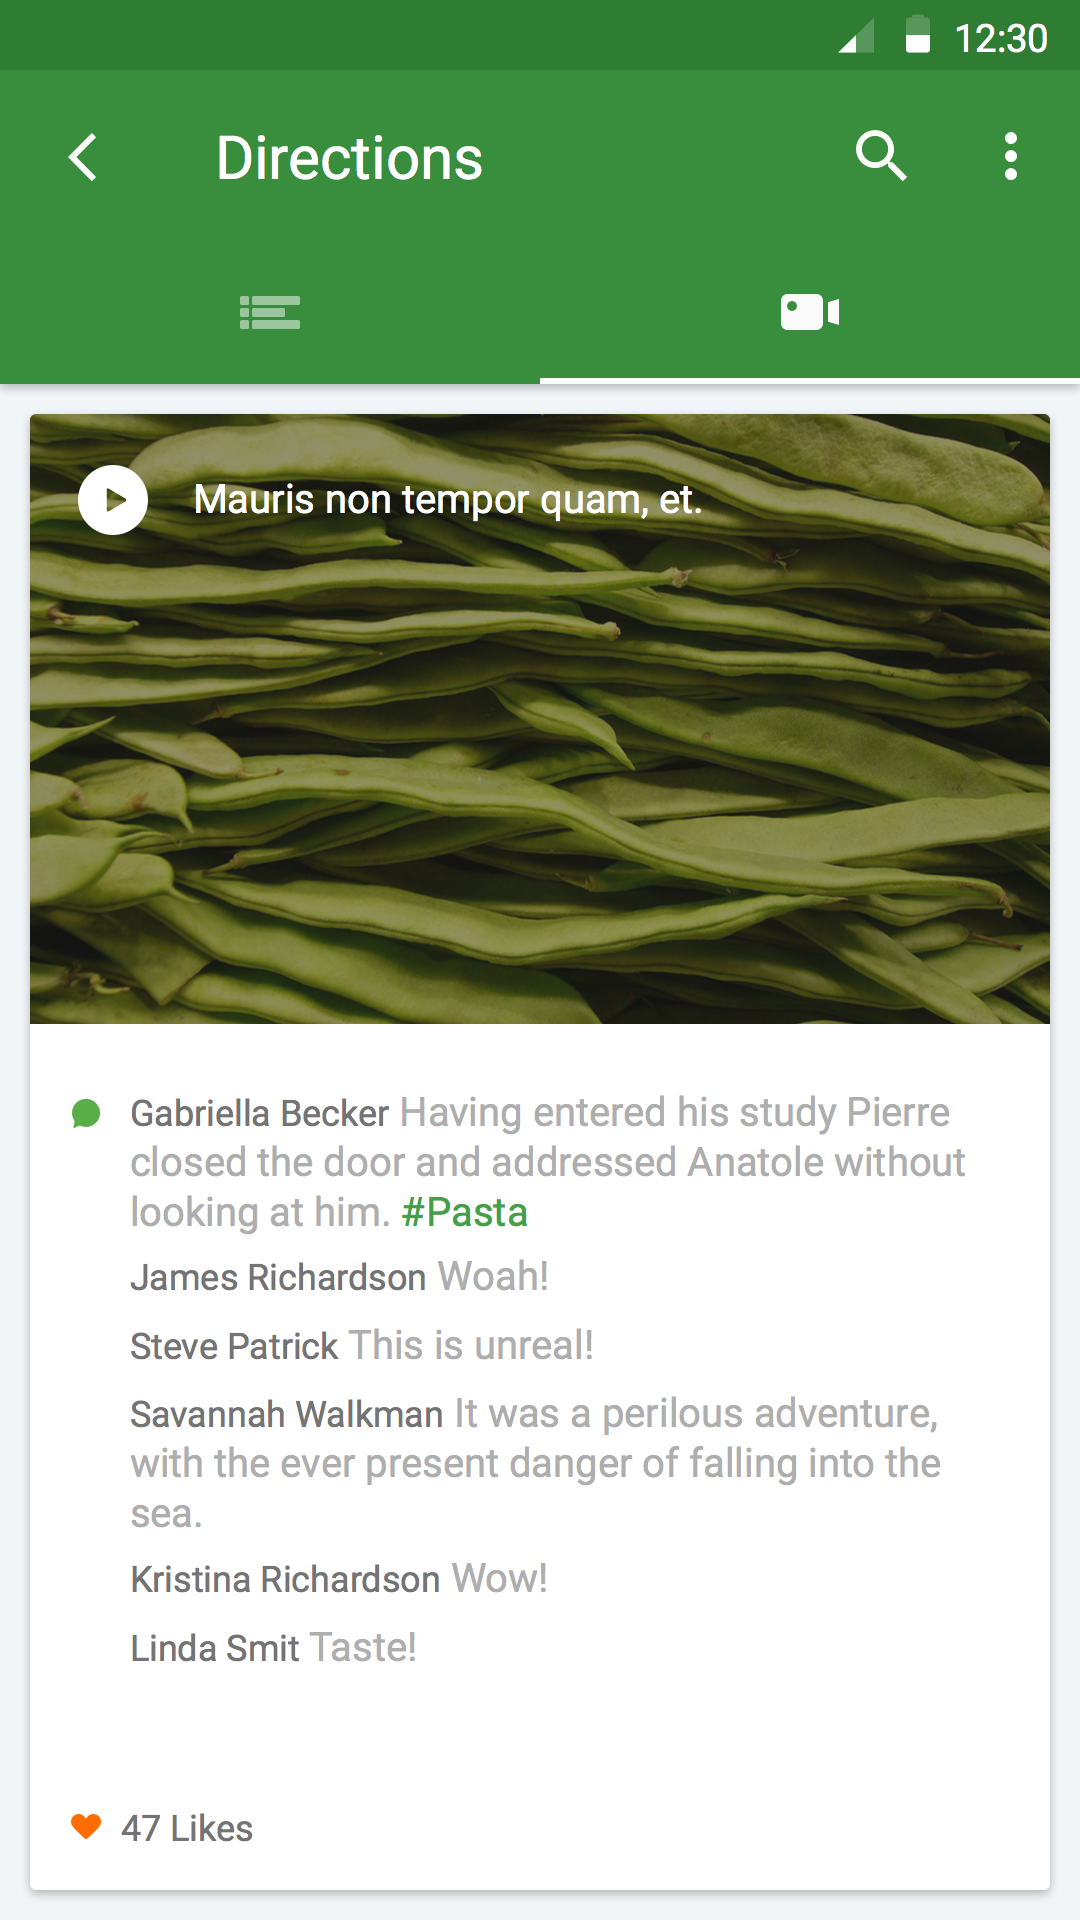 12:30
Directions
Mauris non tempor quam, et.
Gabriella Becker Having entered his study Pierre
closed the door and addressed Anatole without
looking at him. #Pasta
James Richardson Woah!
Steve Patrick This is unreal!
Savannah Walkman It was a perilous adventure,
with the ever present danger of falling into the
sea.
Kristina Richardson Wow!
Linda Smit Taste!
47 Likes